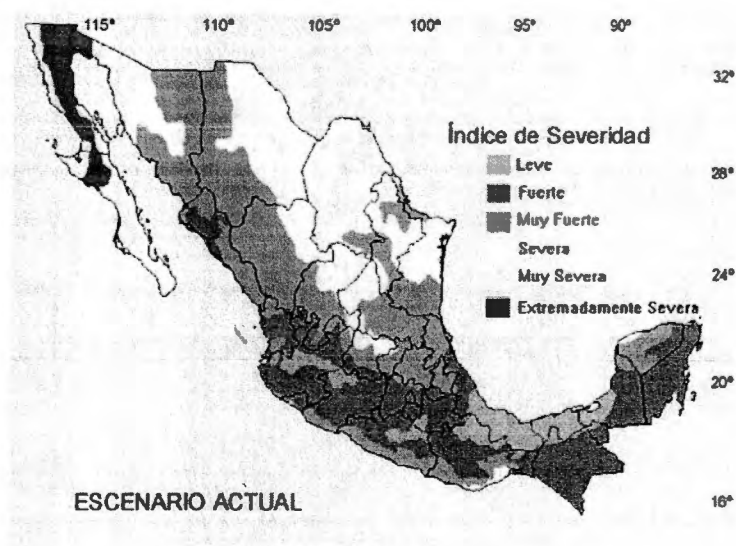 115° 110° 105° 100° 95° 90°
32°
Índice de Severidad
Leve
28°
Fuerte
Muy Fuerte
Severa
24°
Muy Severa
Extremadamente Severa
20°
ESCENARIO ACTUAL
16°